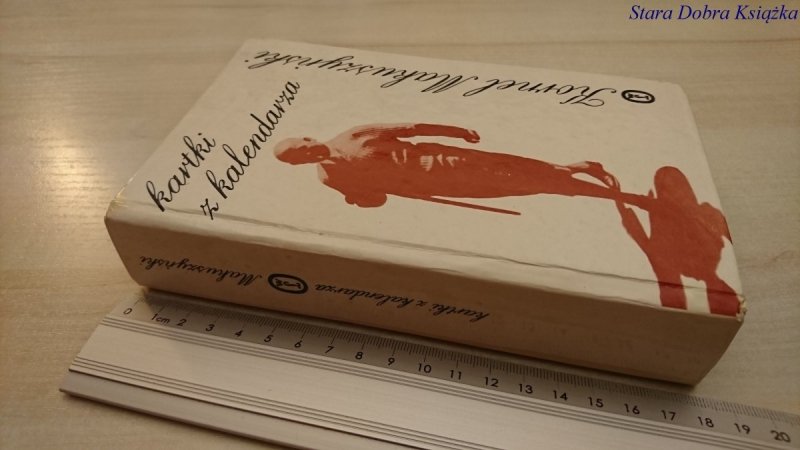 Stara Dobra Książka
Kornel Makuszyński
kartki
z kalendarza
Makuszyński
kartki z kalendarza
0 1cm 2 3 4 5 6 7 8 9 10 11 12 13 14 15 16 17 18 19 20